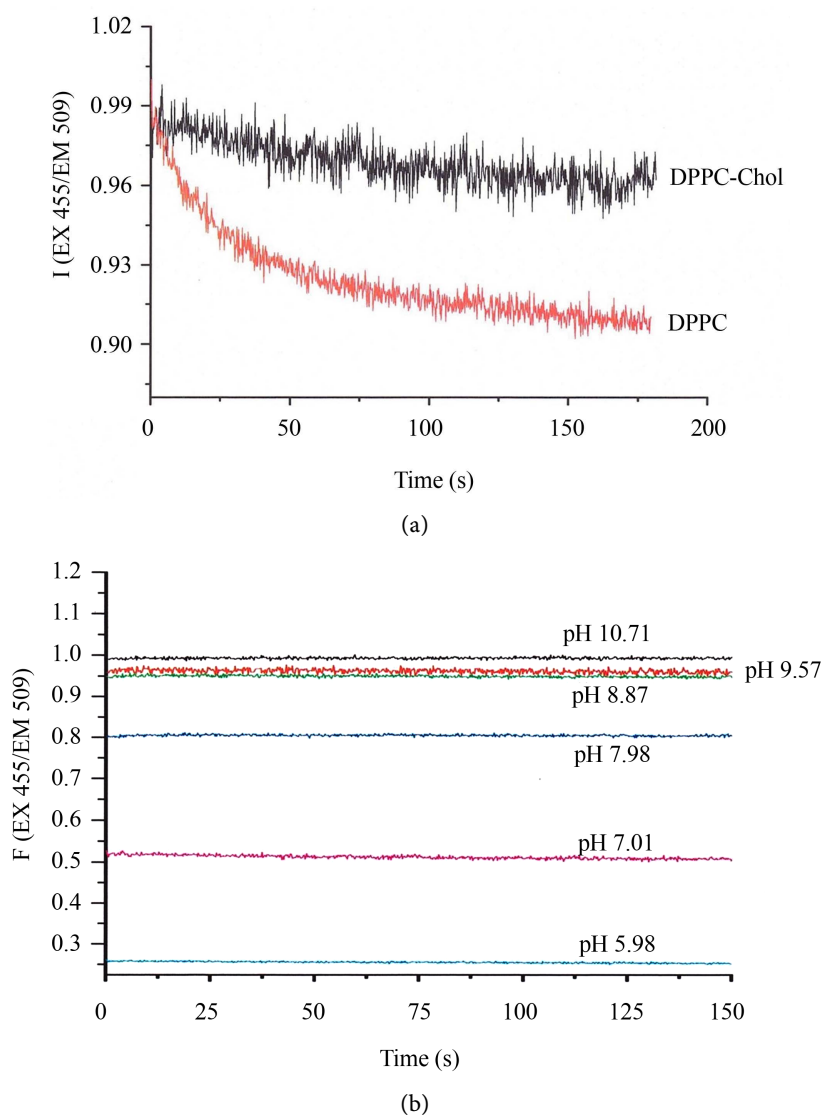 1.02
0.99
0.96
0.93
0.90
I (EX 455/EM 509)
DPPC-Chol
DPPC
0 50 100 150 200
Time (s)
(a)
1.2
1.1
1.0
0.9
0.8
0.7
0.6
0.5
0.4
0.3
F (EX 455/EM 509)
pH 10.71
pH 9.57
pH 8.87
pH 7.98
pH 7.01
pH 5.98
0 25 50 75 100 125 150
Time (s)
(b)